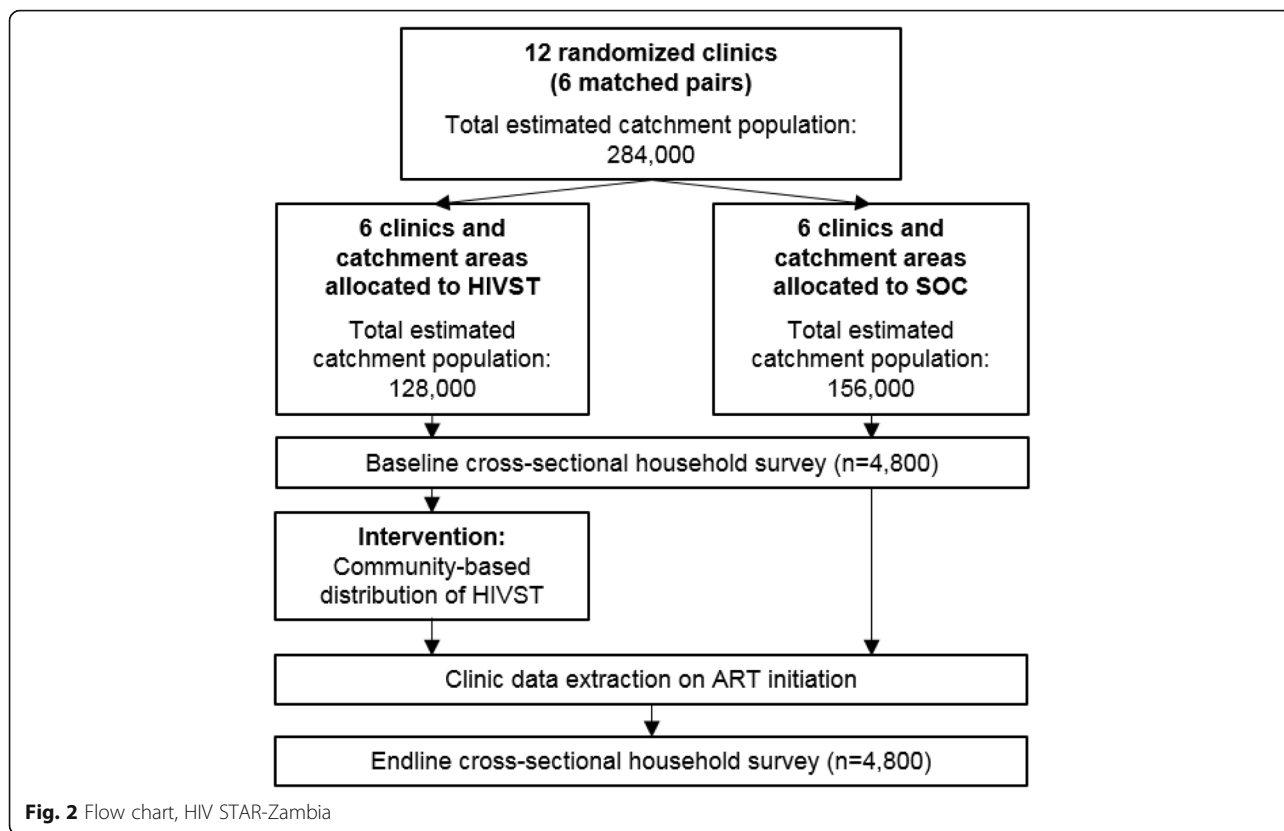 12 randomized clinics
(6 matched pairs)
Total estimated catchment population:
284,000
6 clinics and
catchment areas
allocated to HIVST
Total estimated
catchment population:
128,000
6 clinics and
catchment areas
allocated to SOC
Total estimated
catchment population:
156,000
Baseline cross-sectional household survey (n=4,800)
Intervention:
Community-based
distribution of HIVST
Clinic data extraction on ART initiation
Endline cross-sectional household survey (n=4,800)
Fig. 2 Flow chart, HIV STAR-Zambia